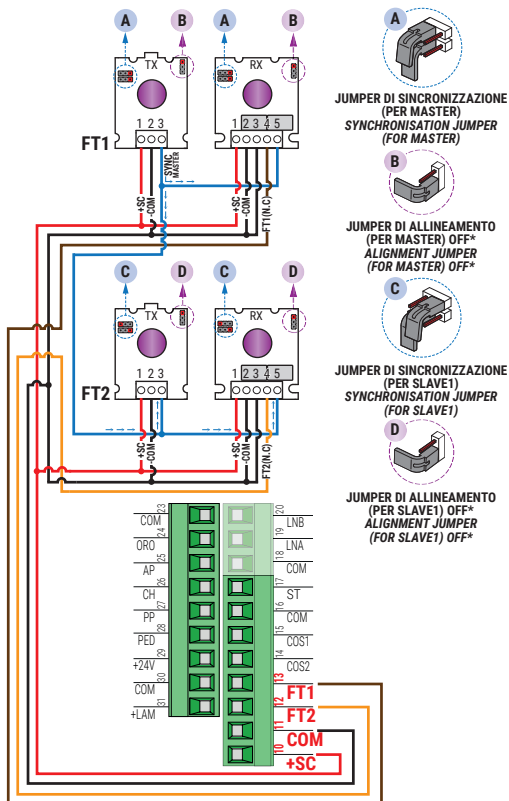 A
B
A
B
TX
RX
1 2 3
1 2 3 4 5
FT1
SYNC
MASTER
+SC
-COM
+SC
-COM
FT1(N.C)
C
D
C
D
TX
RX
1 2 3
1 2 3 4 5
FT2
+SC
-COM
+SC
-COM
FT2(N.C)
A
JUMPER DI SINCRONIZZAZIONE
(PER MASTER)
SYNCHRONISATION JUMPER
(FOR MASTER)
B
JUMPER DI ALLINEAMENTO
(PER MASTER) OFF*
ALIGNMENT JUMPER
(FOR MASTER) OFF*
C
JUMPER DI SINCRONIZZAZIONE
(PER SLAVE1)
SYNCHRONISATION JUMPER
(FOR SLAVE1)
D
JUMPER DI ALLINEAMENTO
(PER SLAVE1) OFF*
ALIGNMENT JUMPER
(FOR SLAVE1) OFF*
23
COM
24
ORO
25
AP
26
CH
27
PP
28
PED
29
+24V
30
COM
31
+LAM
20
LNB
19
LNA
18
COM
17
ST
16
COM
15
COS1
14
COS2
13
FT1
12
FT2
11
COM
10
+SC